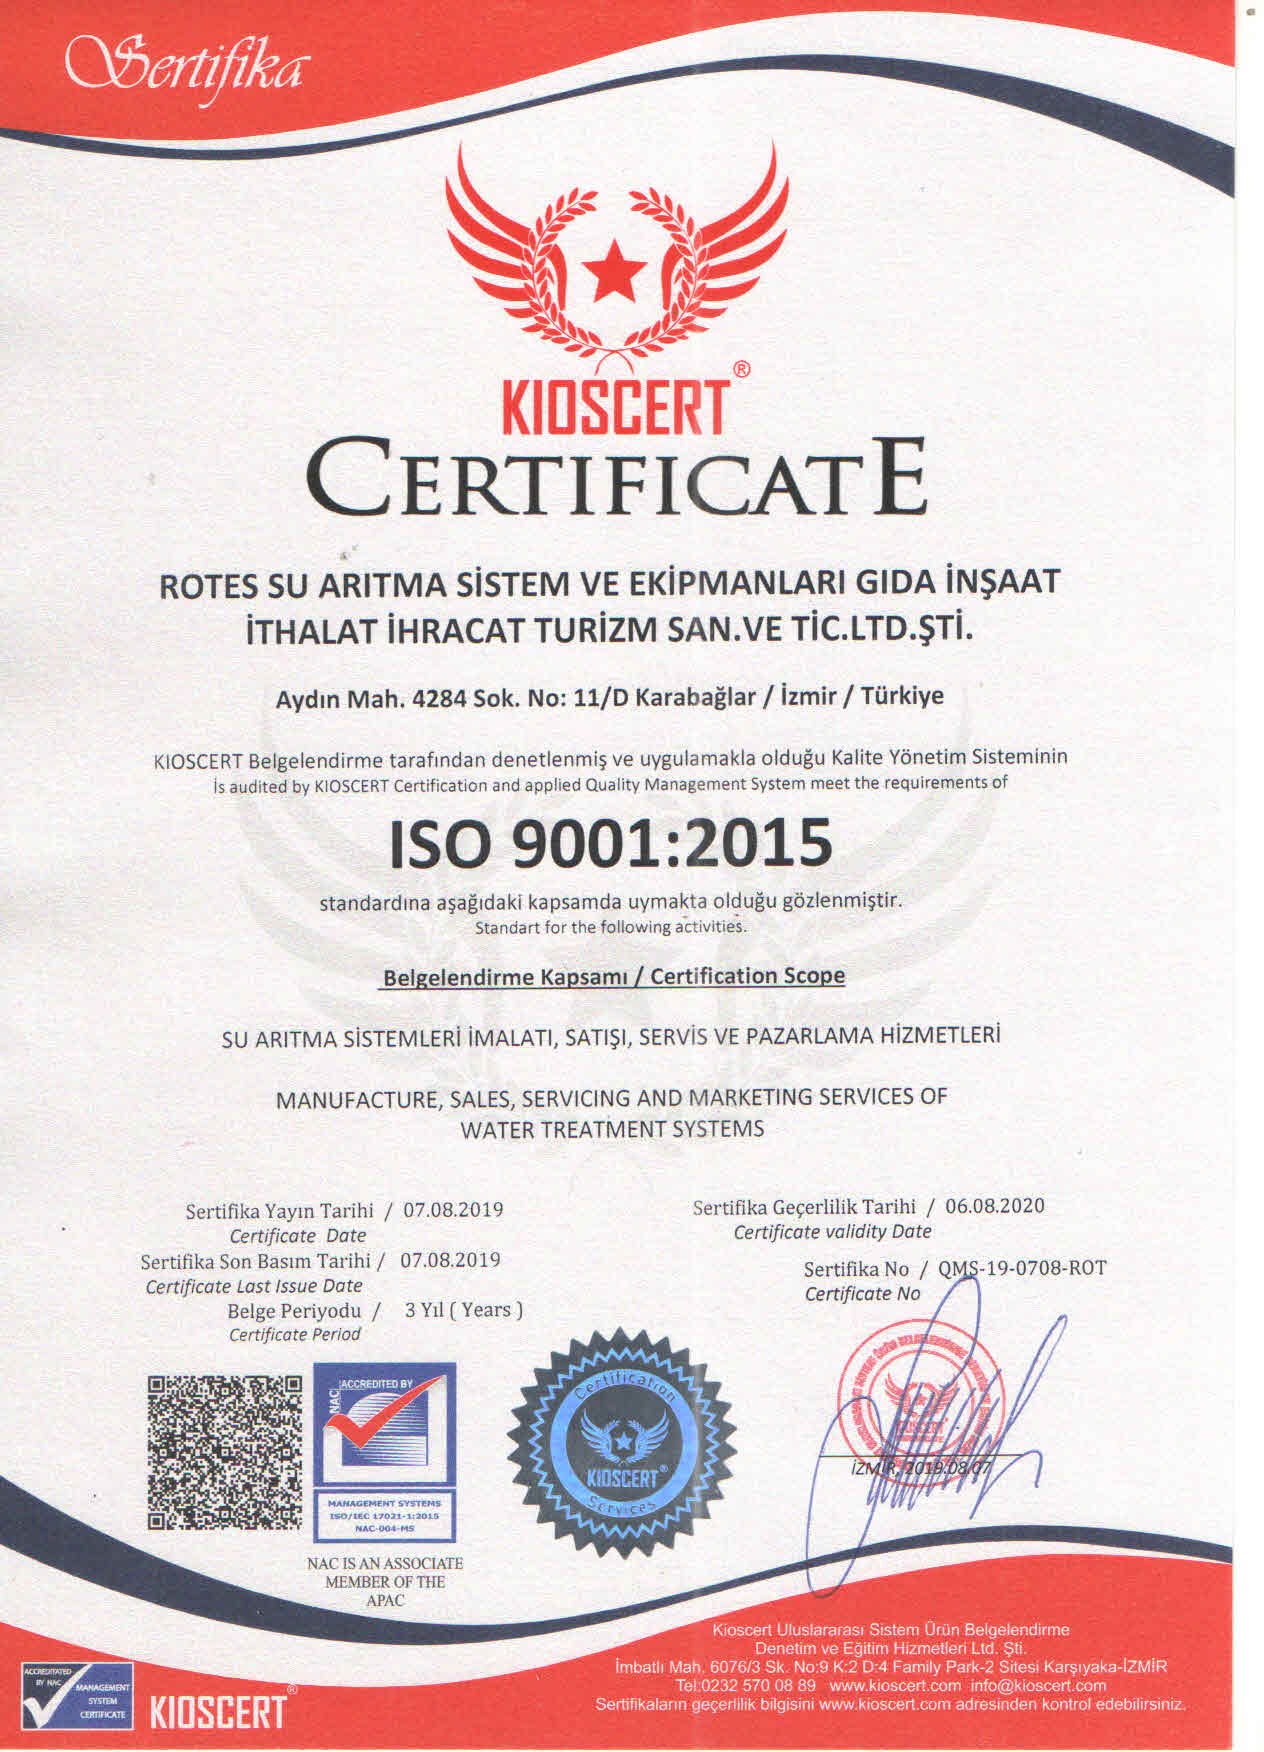 Sertifika
KIOSCERT ®
CERTIFICATE
ROTES SU ARITMA SİSTEM VE EKİPMANLARI GIDA İNŞAAT
İTHALAT İHRACAT TURİZM SAN.VE TİC.LTD.ŞTİ.
Aydın Mah. 4284 Sok. No: 11/D Karabağlar / İzmir / Türkiye
KIOSCERT Belgelendirme tarafından denetlenmiş ve uygulamakla olduğu Kalite Yönetim Sisteminin
İs audited by KIOSCERT Certification and applied Quality Management System meet the requirements of
ISO 9001:2015
standardına aşağıdaki kapsamda uymakta olduğu gözlenmiştir.
Standart for the following activities.
Belgelendirme Kapsamı / Certification Scope
SU ARITMA SİSTEMLERİ İMALATI, SATIŞI, SERVİS VE PAZARLAMA HİZMETLERİ
MANUFACTURE, SALES, SERVICING AND MARKETING SERVICES OF
WATER TREATMENT SYSTEMS
Sertifika Yayın Tarihi / 07.08.2019
Certificate Date
Sertifika Son Basım Tarihi / 07.08.2019
Certificate Last Issue Date
Belge Periyodu / 3 Yıl ( Years )
Certificate Period
Sertifika Geçerlilik Tarihi / 06.08.2020
Certificate validity Date
Sertifika No / QMS-19-0708-ROT
Certificate No
NAC
ACCREDITED BY
MANAGEMENT SYSTEMS
ISO/IEC 17021-1:2015
NAC-004-MS
NAC IS AN ASSOCIATE
MEMBER OF THE
APAC
Certification
KIOSCERT ®
Services
KIOSCERT
İZMİR, 2019.08.07
Kioscert Uluslararası Sistem Ürün Belgelendirme
Denetim ve Eğitim Hizmetleri Ltd. Şti.
İmbatlı Mah. 6076/3 Sk. No:9 K:2 D:4 Family Park-2 Sitesi Karşıyaka-İZMİR
Tel:0232 570 08 89 www.kioscert.com info@kioscert.com
Sertifikaların geçerlilik bilgisini www.kioscert.com adresinden kontrol edebilirsiniz.
ACCREDITATED
BY NAC
MANAGEMENT
SYSTEM
CERTIFICATE
KIOSCERT ®